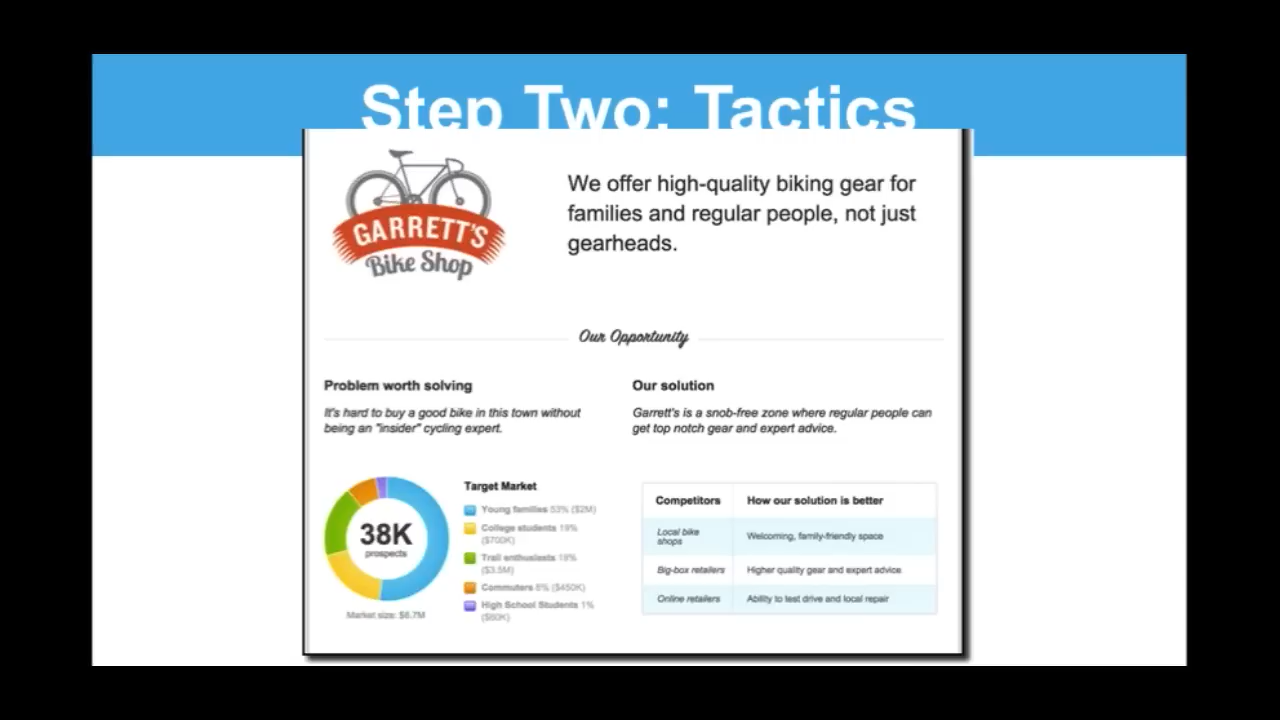 Step Two: Tactics
GARRETT'S
Bike Shop
We offer high-quality biking gear for
families and regular people, not just
gearheads.
Our Opportunity
Problem worth solving
It's hard to buy a good bike in this town without
being an "insider" cycling expert.
Our solution
Garrett's is a snob-free zone where regular people can
get top notch gear and expert advice.
38K
prospects
Market size: $6.7M
Target Market
Young families 53% ($2M)
College students 19%
($700K)
Trail enthusiasts 18%
($3.5M)
Commuters 8% ($450K)
High School Students 1%
($60K)
Competitors How our solution is better
Local bike
shops
Welcoming, family-friendly space
Big-box retailers Higher quality gear and expert advice
Online retailers Ability to test drive and local repair